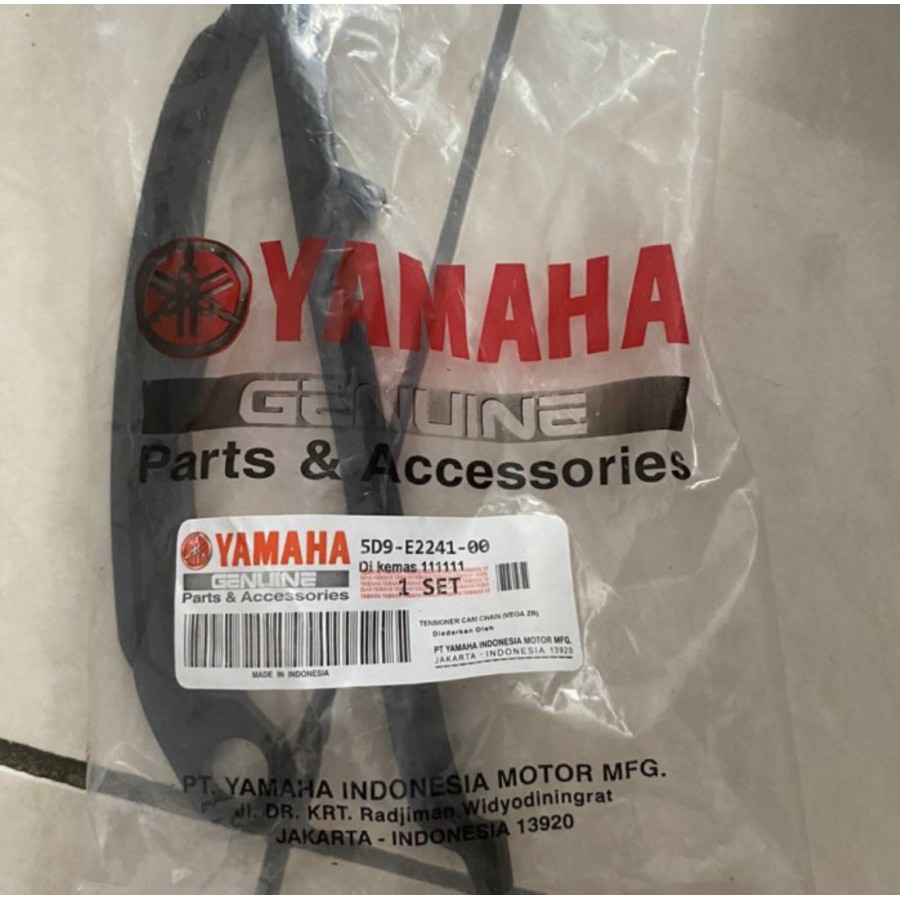 YAMAHA
GENUINE
Parts & Accessories
YAMAHA
GENUINE
Parts & Accessories
5D9-E2241-00
Di kemas 111111
1 SET
TENSIONER CAM CHAIN (VEGA ZR)
Diedarkan Oleh
PT YAMAHA INDONESIA MOTOR MFG.
JAKARTA - INDONESIA 13920
MADE IN INDONESIA
PT. YAMAHA INDONESIA MOTOR MFG.
Jl. DR. KRT. Radjiman Widyodiningrat
JAKARTA - INDONESIA 13920